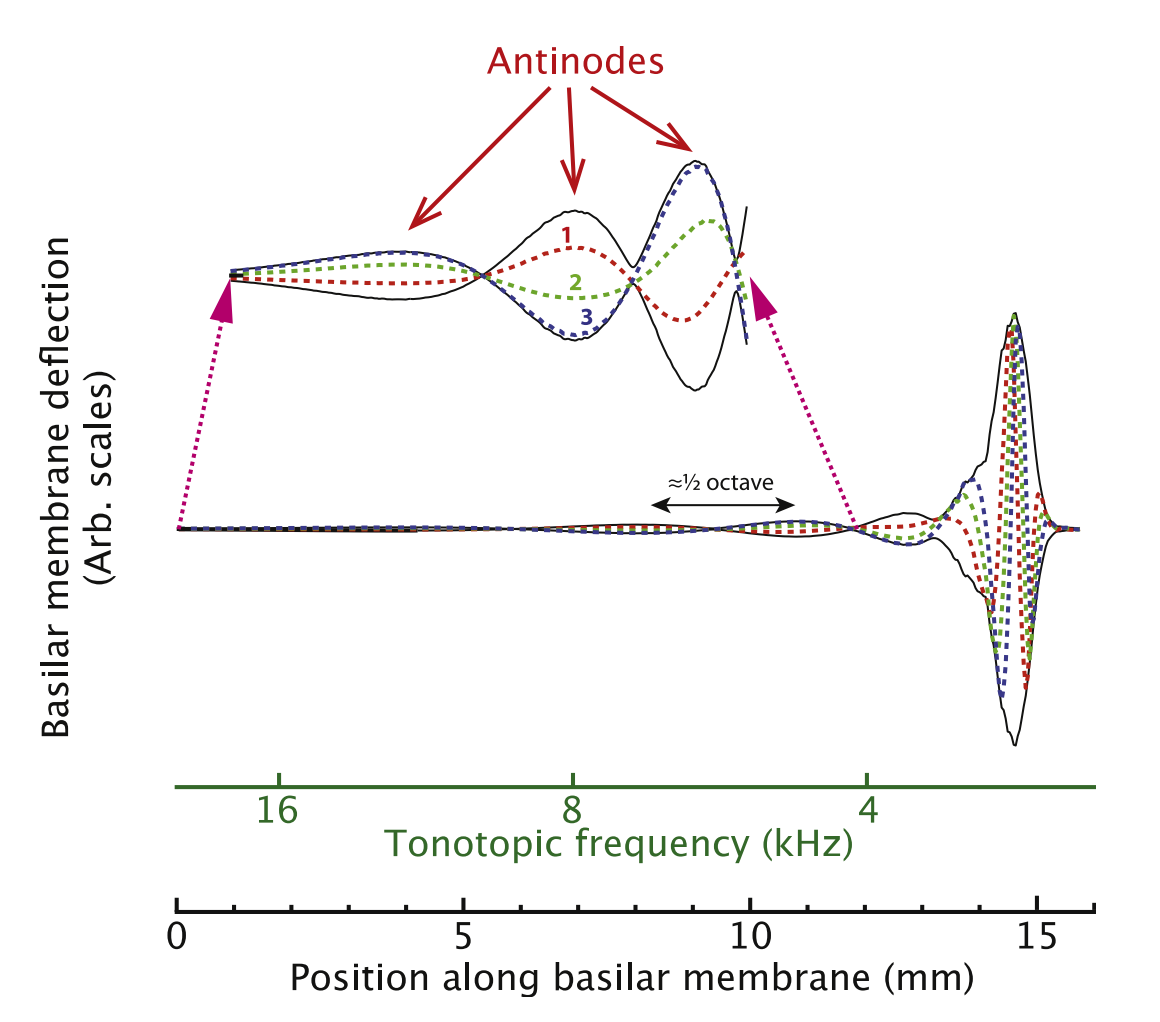 Antinodes
1
2
3
≈½ octave
Basilar membrane deflection
(Arb. scales)
16 8 4
Tonotopic frequency (kHz)
0 5 10 15
Position along basilar membrane (mm)